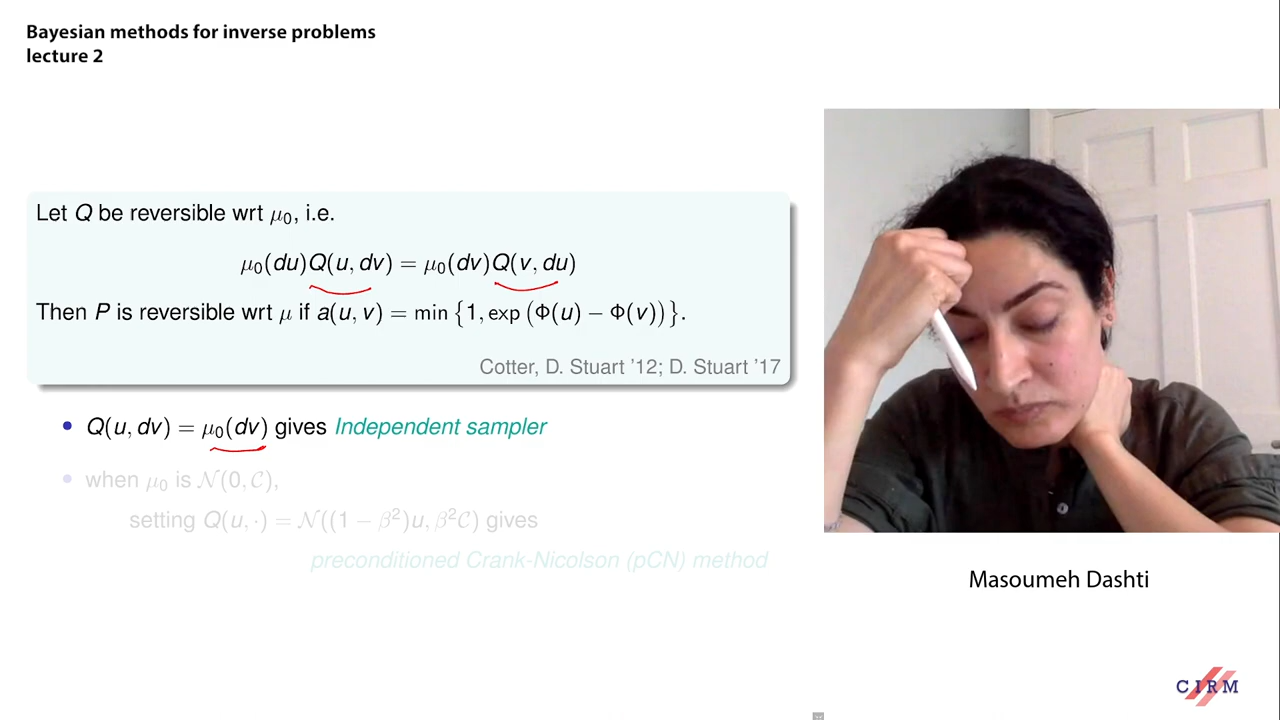 Bayesian methods for inverse problems
lecture 2
Let Q be reversible wrt μ₀, i.e.
μ₀(du)Q(u, dv) = μ₀(dv)Q(v, du)
Then P is reversible wrt μ if a(u, v) = min {1, exp (Φ(u) − Φ(v))}.
Cotter, D. Stuart '12; D. Stuart '17
• Q(u, dv) = μ₀(dv) gives Independent sampler
• when μ₀ is 𝒩(0, 𝒞),
setting Q(u, ·) = 𝒩((1 − β²)u, β²𝒞) gives
preconditioned Crank-Nicolson (pCN) method
Masoumeh Dashti
CIRM